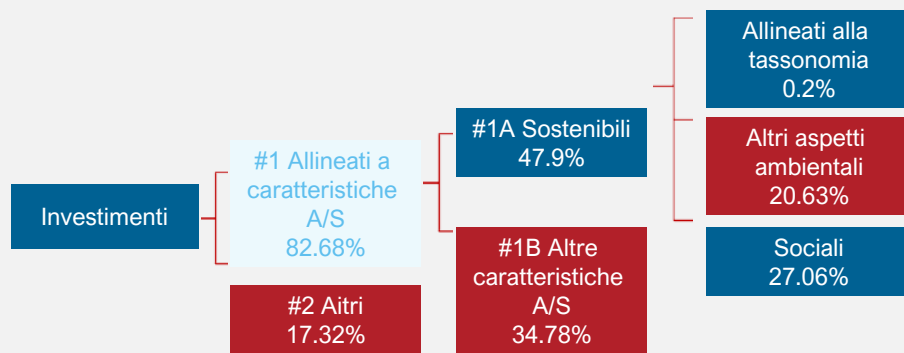 Investimenti
#1 Allineati a
caratteristiche
A/S
82.68%
#2 Aitri
17.32%
#1A Sostenibili
47.9%
#1B Altre
caratteristiche
A/S
34.78%
Allineati alla
tassonomia
0.2%
Altri aspetti
ambientali
20.63%
Sociali
27.06%